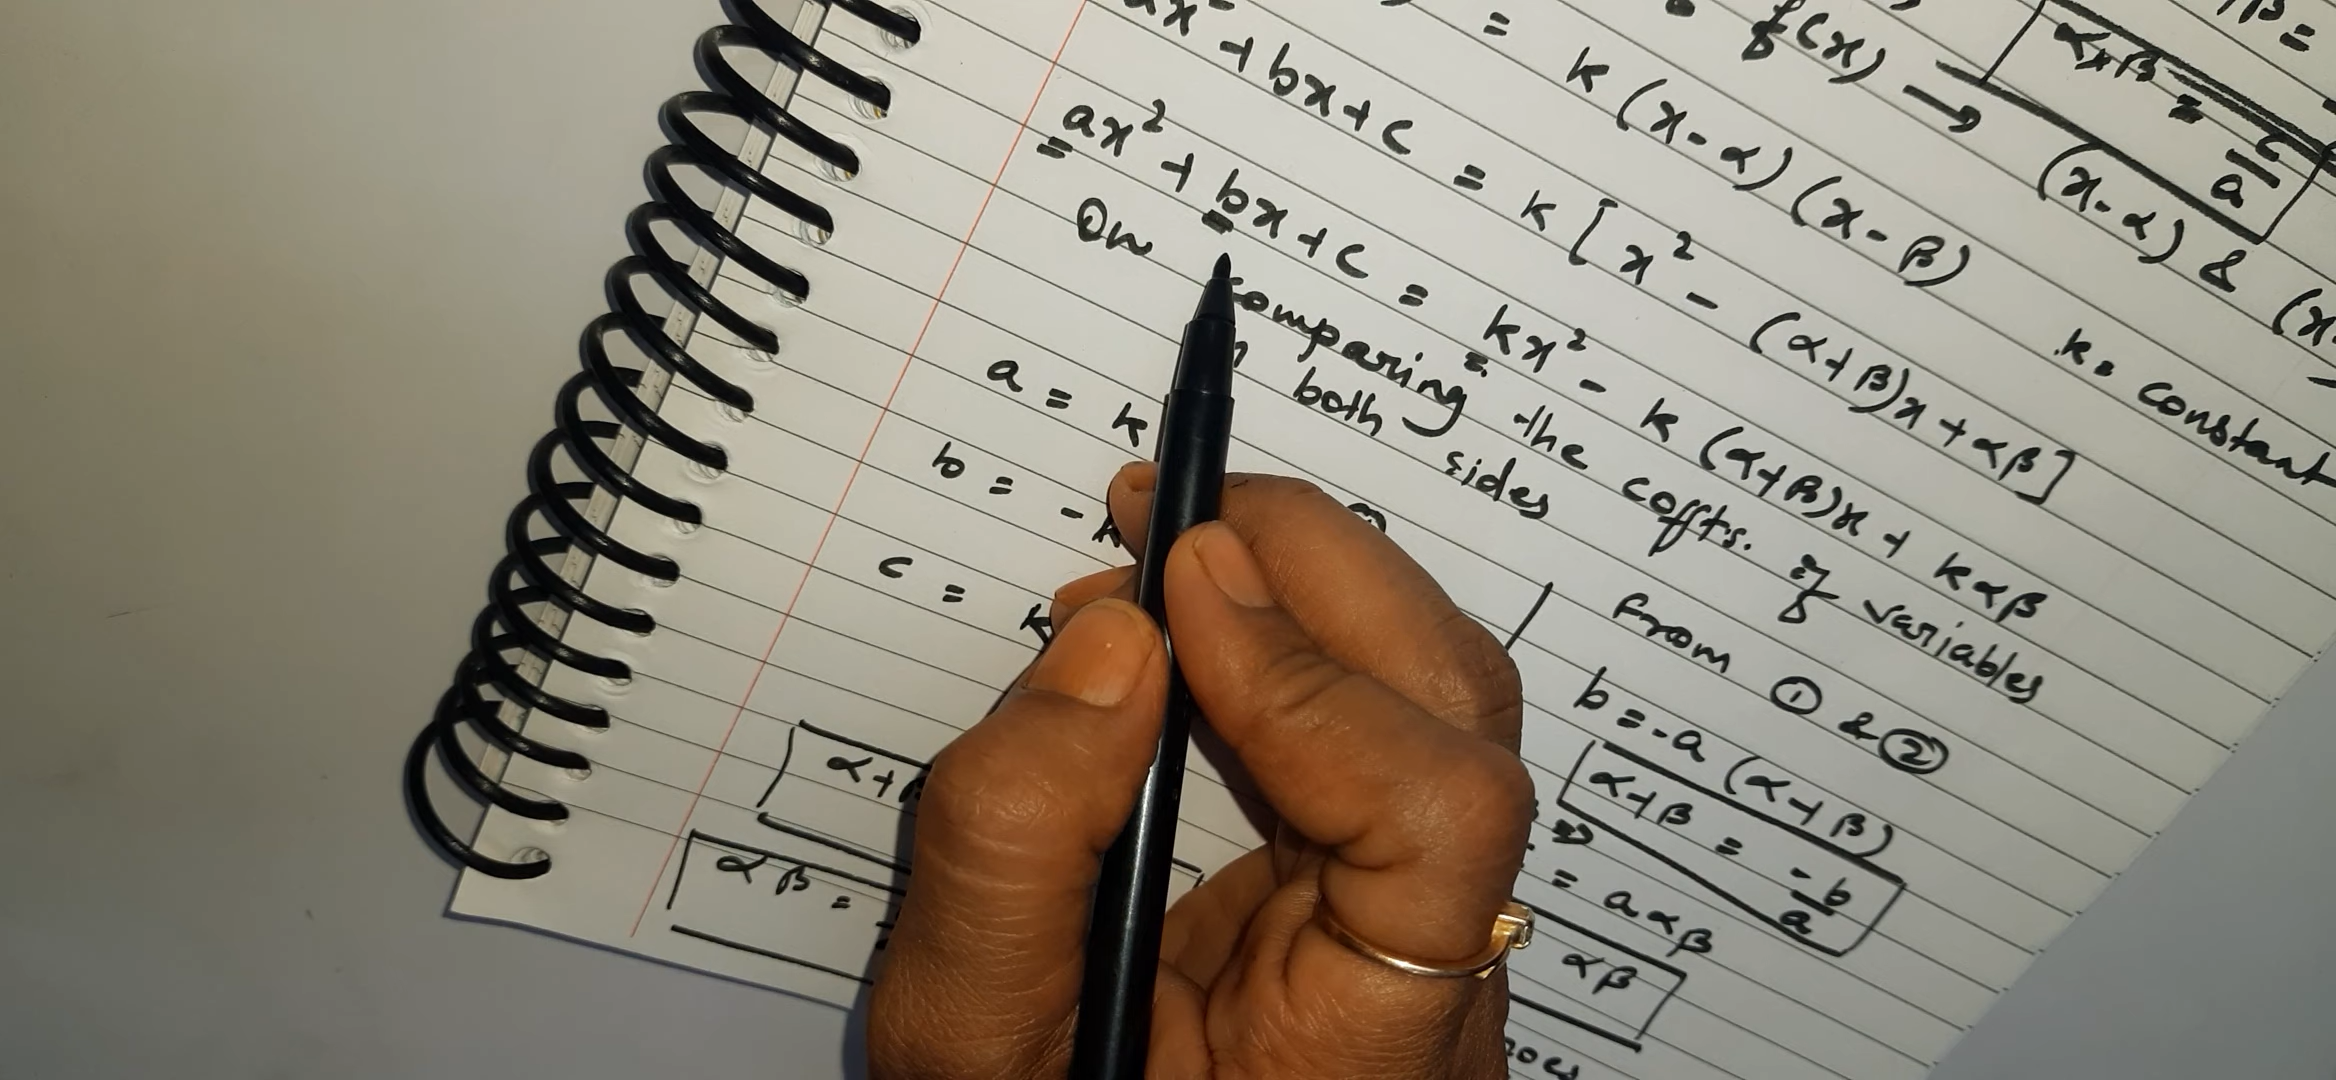 β =
= f(x) → (x-α) & (x-
αβ = c/a
= k (x-α) (x-β) k = constant
ax² + bx + c = k [x² - (α+β)x + αβ]
ax² + bx + c = kx² - k (α+β)x + kαβ
On comparing the coffts. of variables
both sides
a = k
b = -k
c = k
From ① & ②
b = -a (α+β)
α+β = -b/a
= aαβ
αβ
α+β
αβ =